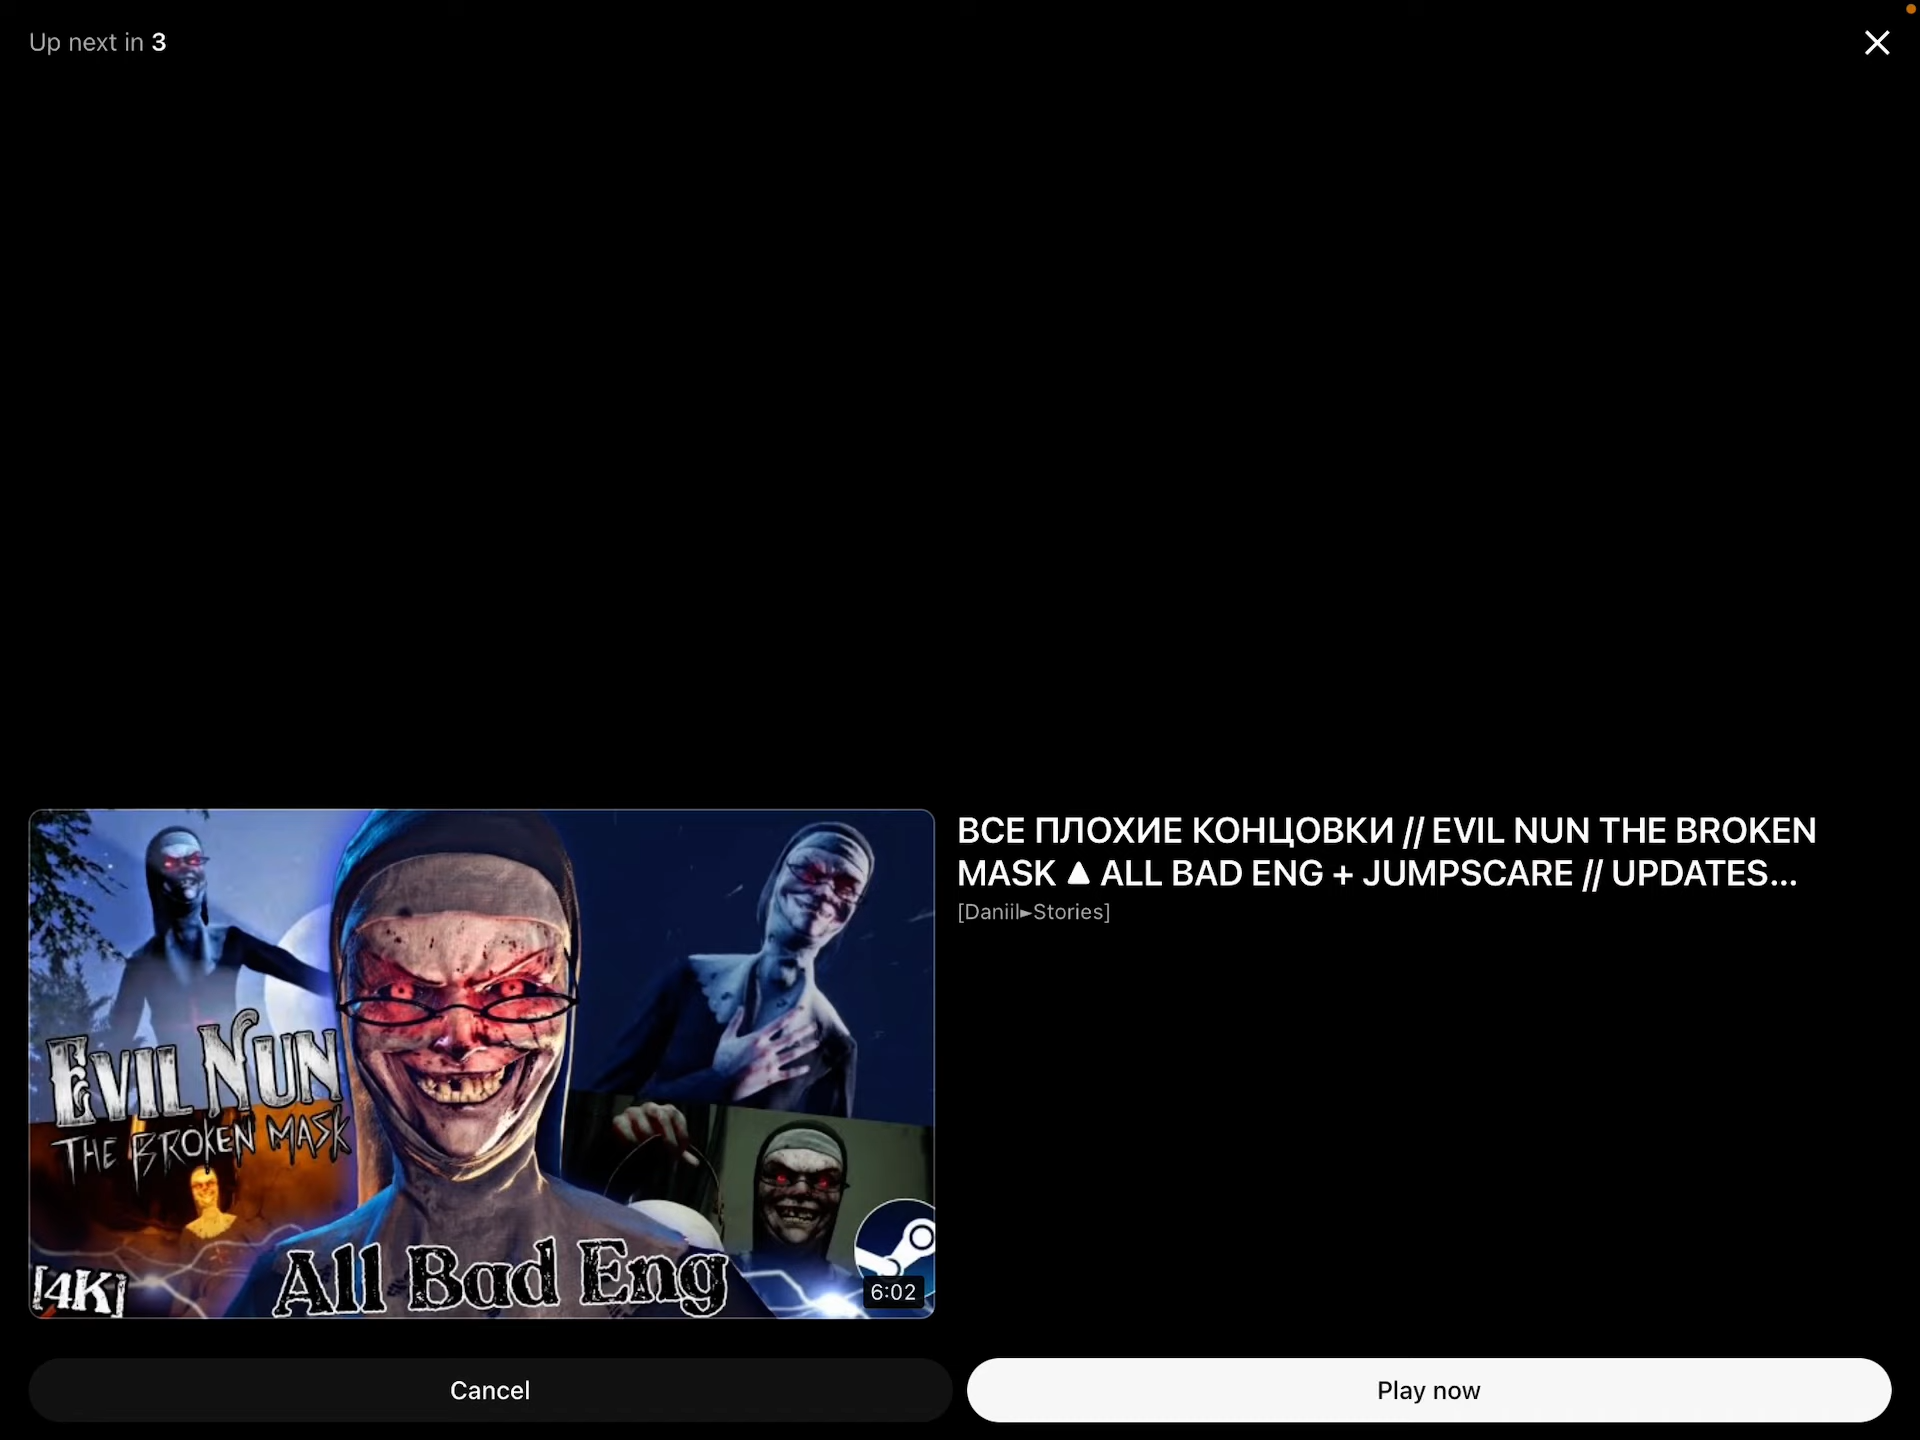 Up next in 3
ВСЕ ПЛОХИЕ КОНЦОВКИ // EVIL NUN THE BROKEN
MASK ▲ ALL BAD ENG + JUMPSCARE // UPDATES...
[Daniil►Stories]
EVIL NUN
THE BROKEN MASK
[4K]
All Bad Eng
6:02
Cancel
Play now